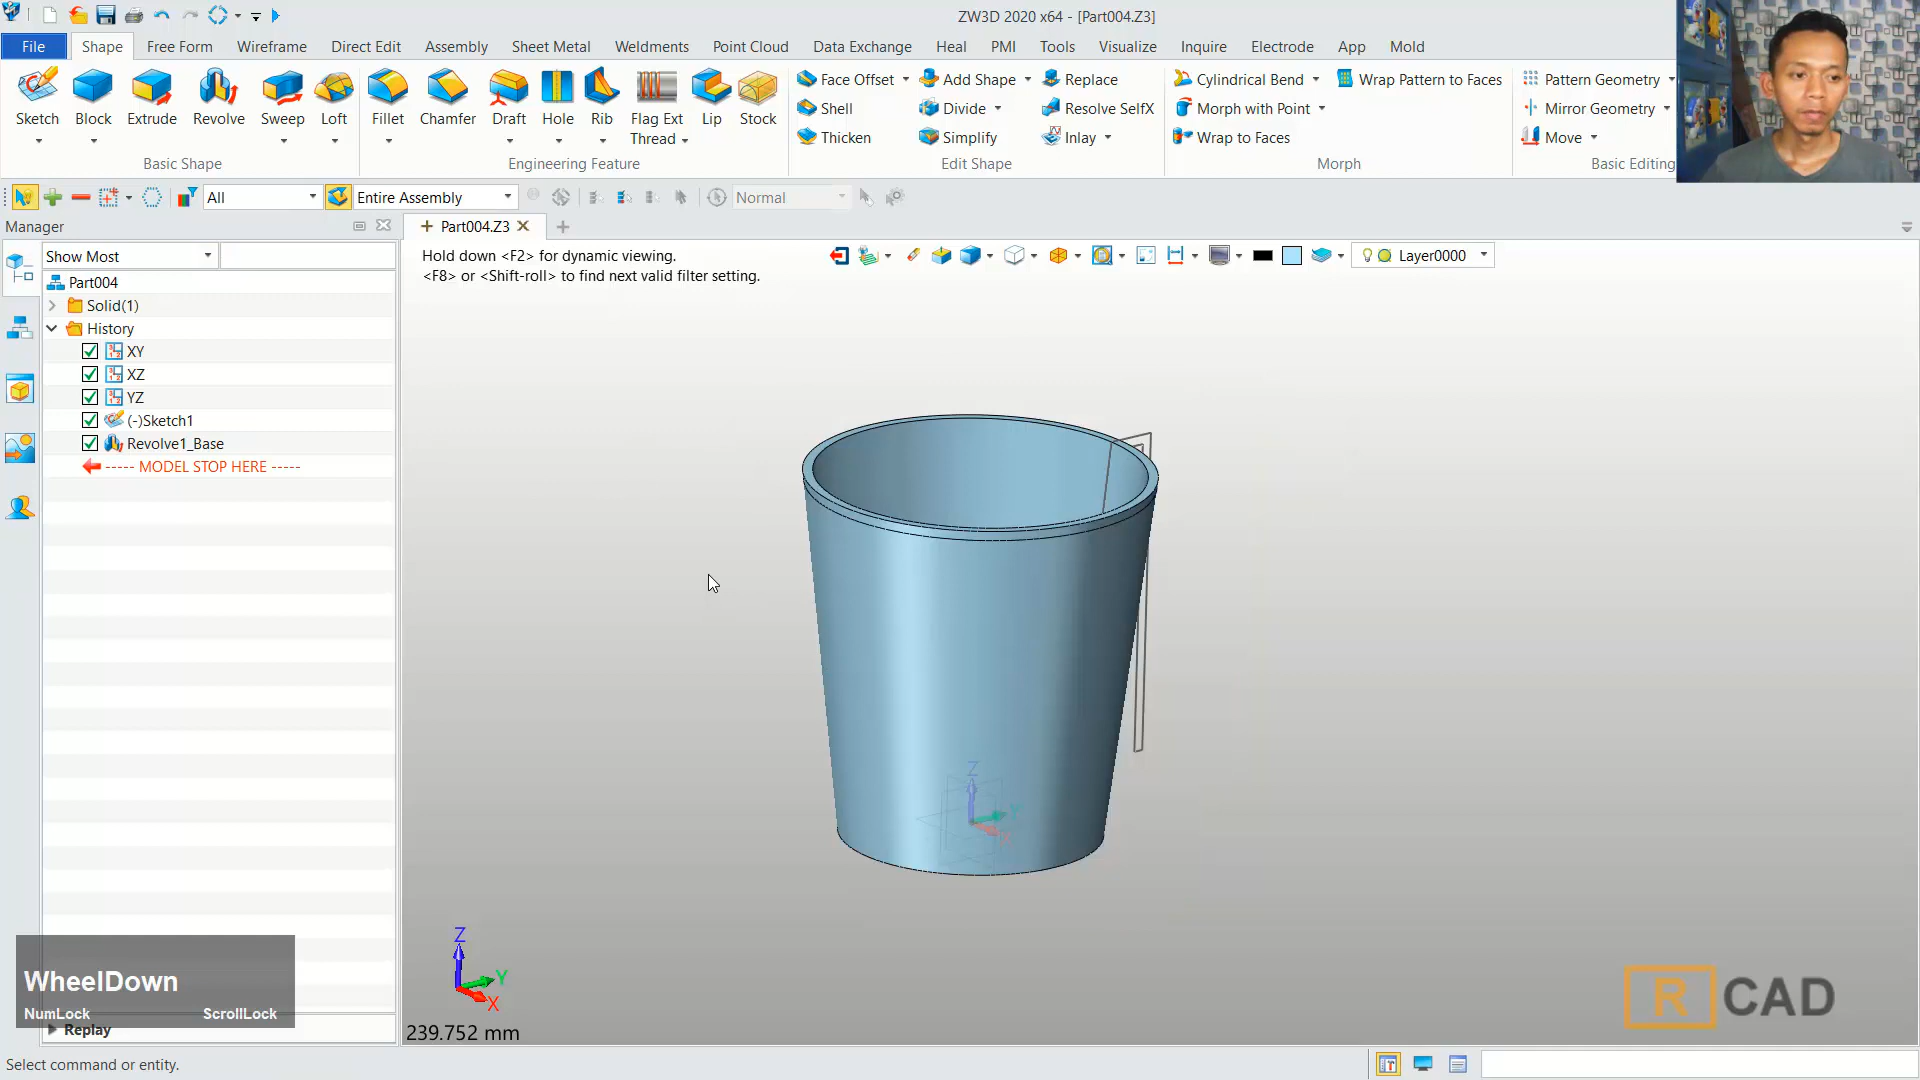 ZW3D 2020 x64 - [Part004.Z3]
File Shape Free Form Wireframe Direct Edit Assembly Sheet Metal Weldments Point Cloud Data Exchange Heal PMI Tools Visualize Inquire Electrode App Mold
Sketch Block Extrude Revolve Sweep Loft
Basic Shape
Fillet Chamfer Draft Hole Rib Flag Ext Thread Lip Stock
Engineering Feature
Face Offset Add Shape Replace
Shell Divide Resolve SelfX
Thicken Simplify Inlay
Edit Shape
Cylindrical Bend Wrap Pattern to Faces
Morph with Point
Wrap to Faces
Morph
Pattern Geometry
Mirror Geometry
Move
Basic Editing
All Entire Assembly Normal
Manager
Part004.Z3
Show Most
Part004
Solid(1)
History
XY
XZ
YZ
(-)Sketch1
Revolve1_Base
----- MODEL STOP HERE -----
Hold down <F2> for dynamic viewing.
<F8> or <Shift-roll> to find next valid filter setting.
Layer0000
Z
Y
X
Z
Y
X
WheelDown
NumLock ScrollLock
Replay
239.752 mm
R CAD
Select command or entity.